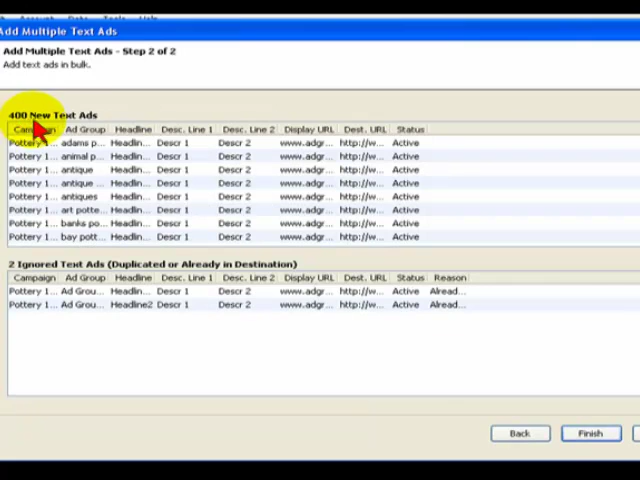 Account Data Tools Help
Add Multiple Text Ads
Add Multiple Text Ads - Step 2 of 2
Add text ads in bulk.
400 New Text Ads
Campaign Ad Group Headline Desc. Line 1 Desc. Line 2 Display URL Dest. URL Status
Pottery 1... adams p... Headlin... Descr 1 Descr 2 www.adgr... http://w... Active
Pottery 1... animal p... Headlin... Descr 1 Descr 2 www.adgr... http://w... Active
Pottery 1... antique Headlin... Descr 1 Descr 2 www.adgr... http://w... Active
Pottery 1... antique ... Headlin... Descr 1 Descr 2 www.adgr... http://w... Active
Pottery 1... antiques Headlin... Descr 1 Descr 2 www.adgr... http://w... Active
Pottery 1... art potte... Headlin... Descr 1 Descr 2 www.adgr... http://w... Active
Pottery 1... banks po... Headlin... Descr 1 Descr 2 www.adgr... http://w... Active
Pottery 1... bay pott... Headlin... Descr 1 Descr 2 www.adgr... http://w... Active
2 Ignored Text Ads (Duplicated or Already in Destination)
Campaign Ad Group Headline Desc. Line 1 Desc. Line 2 Display URL Dest. URL Status Reason
Pottery 1... Ad Grou... Headlin... Descr 1 Descr 2 www.adgr... http://w... Active Alread...
Pottery 1... Ad Grou... Headline2 Descr 1 Descr 2 www.adgr... http://w... Active Alread...
Back Finish